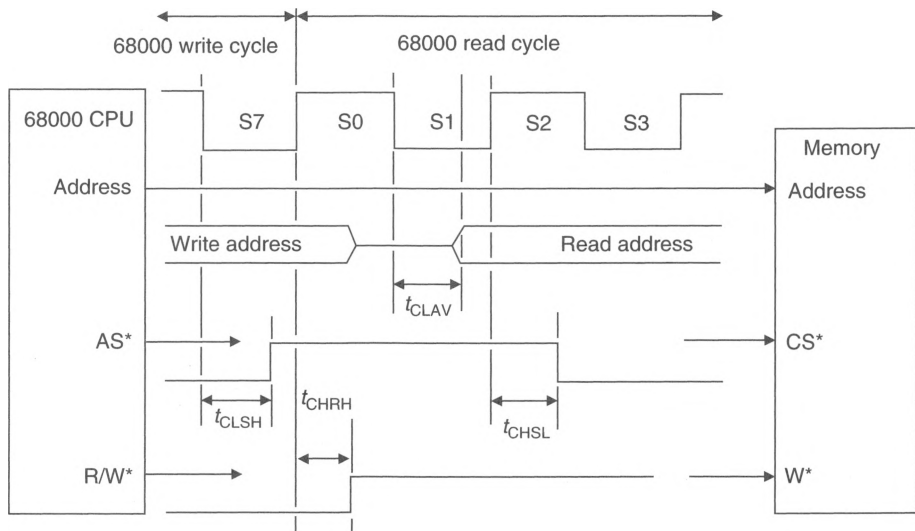 68000 write cycle
68000 read cycle
68000 CPU
S7
S0
S1
S2
S3
Memory
Address
Address
Write address
Read address
tCLAV
AS*
CS*
tCLSH
tCHRH
tCHSL
R/W*
W*